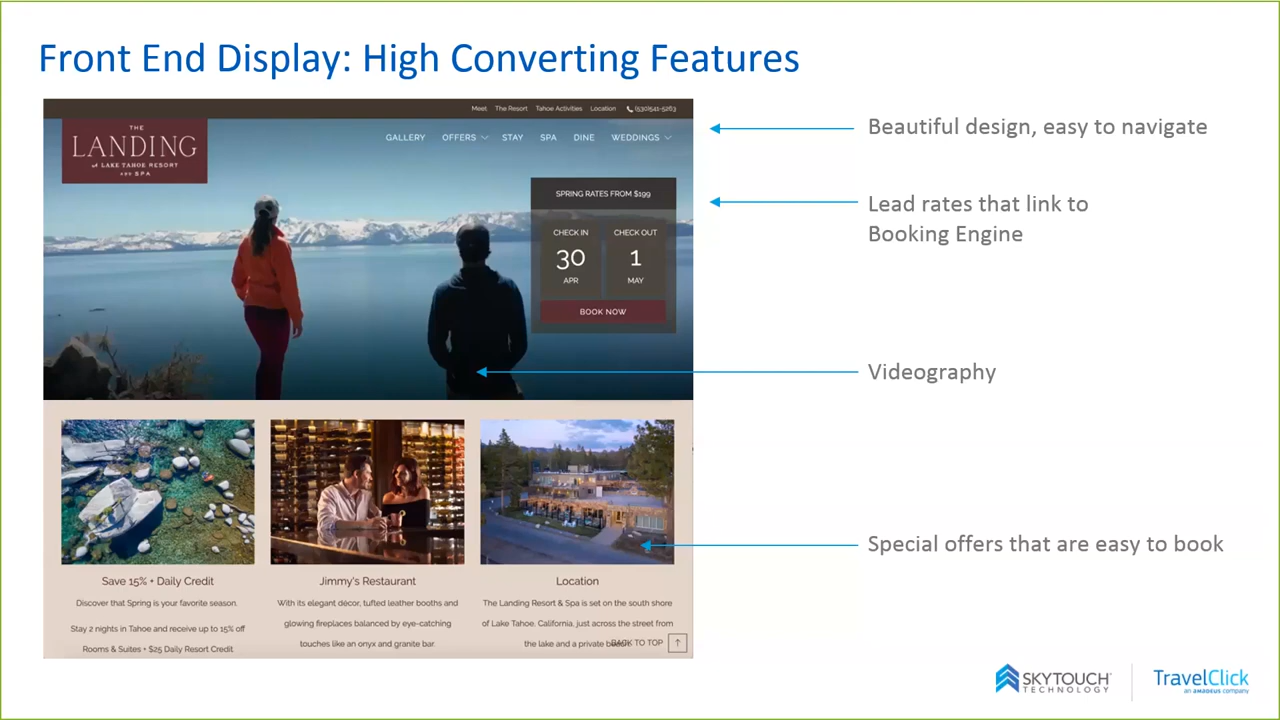 Front End Display: High Converting Features
Meet The Resort Tahoe Activities Location (530)541-5263
THE
LANDING
at LAKE TAHOE RESORT
AND SPA
GALLERY OFFERS STAY SPA DINE WEDDINGS
SPRING RATES FROM $199
CHECK IN CHECK OUT
30 1
APR MAY
BOOK NOW
Beautiful design, easy to navigate
Lead rates that link to
Booking Engine
Videography
Special offers that are easy to book
Save 15% + Daily Credit
Discover that Spring is your favorite season.
Stay 2 nights in Tahoe and receive up to 15% off
Rooms & Suites + $25 Daily Resort Credit
Jimmy's Restaurant
With its elegant décor, tufted leather booths and
glowing fireplaces balanced by eye-catching
touches like an onyx and granite bar.
Location
The Landing Resort & Spa is set on the south shore
of Lake Tahoe, California, just across the street from
the lake and a private
BACK TO TOP
SKYTOUCH
TECHNOLOGY
TravelClick
an amadeus company